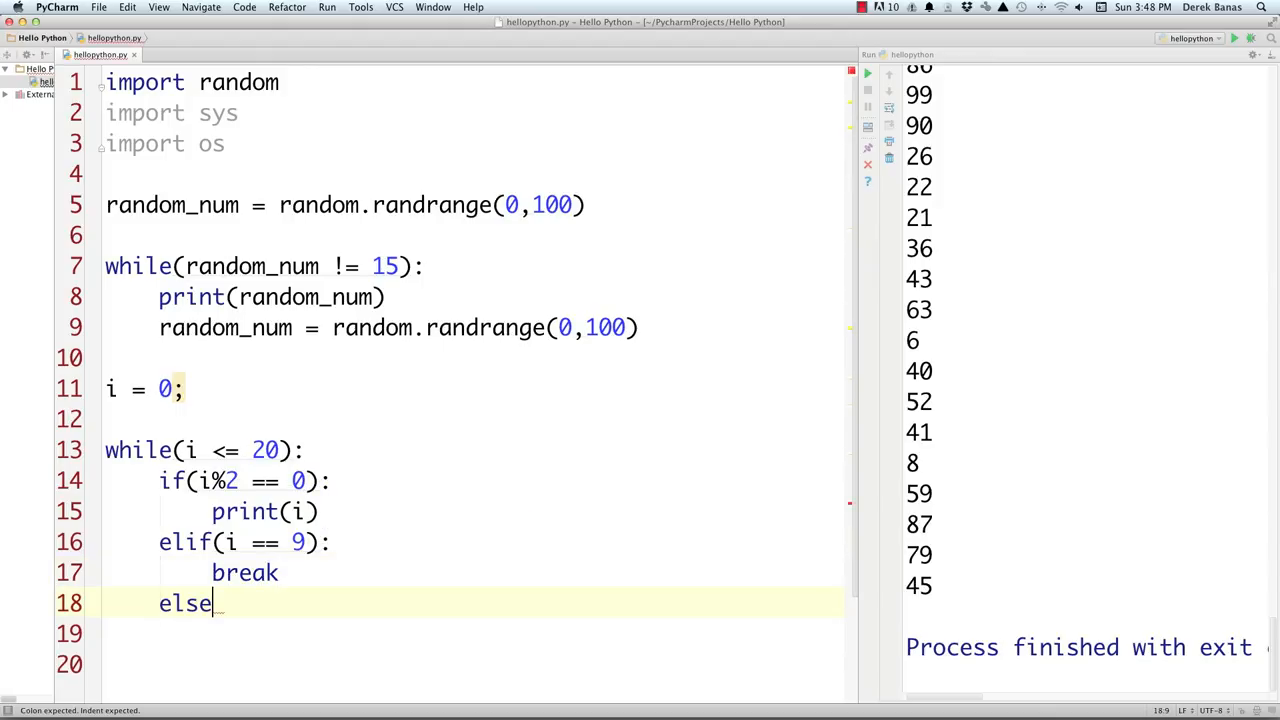 PyCharm File Edit View Navigate Code Refactor Run Tools VCS Window Help 10 Sun 3:48 PM Derek Banas
hellopython.py - Hello Python - [~/PycharmProjects/Hello Python]
Hello Python hellopython.py hellopython
hellopython.py Run hellopython
Hello P
hell
Externa
1 import random
2 import sys
3 import os
4
5 random_num = random.randrange(0,100)
6
7 while(random_num != 15):
8 print(random_num)
9 random_num = random.randrange(0,100)
10
11 i = 0;
12
13 while(i <= 20):
14 if(i%2 == 0):
15 print(i)
16 elif(i == 9):
17 break
18 else
19
20
99
90
26
22
21
36
43
63
6
40
52
41
8
59
87
79
45
Process finished with exit
Colon expected. Indent expected. 18:9 LF UTF-8